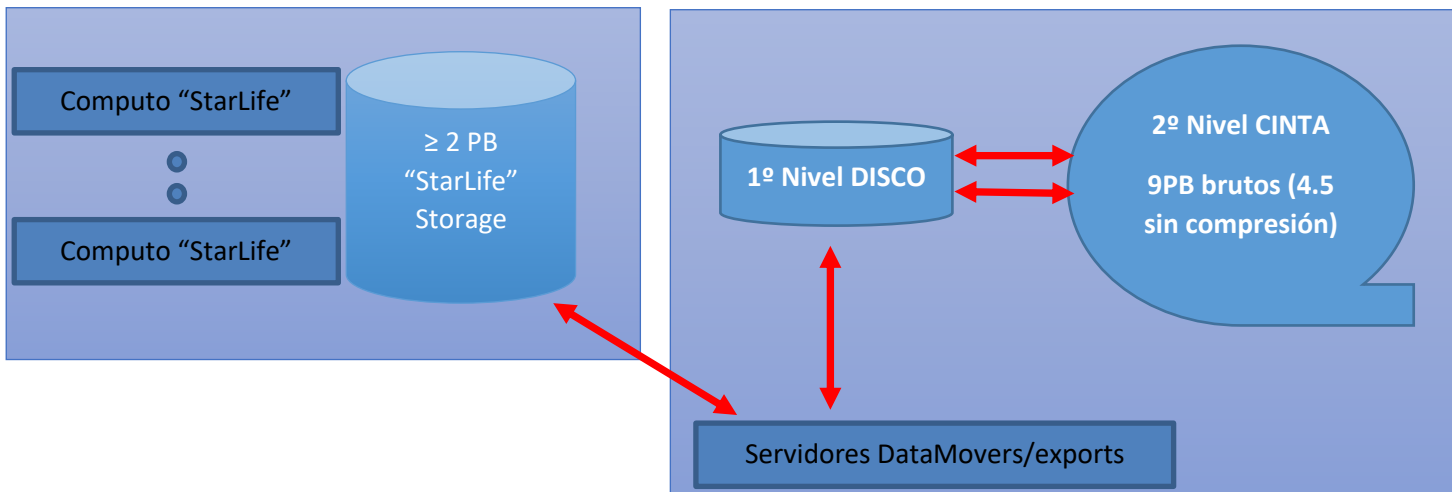 Computo “StarLife”
Computo “StarLife”
≥ 2 PB
“StarLife”
Storage
1º Nivel DISCO
2º Nivel CINTA
9PB brutos (4.5
sin compresión)
Servidores DataMovers/exports